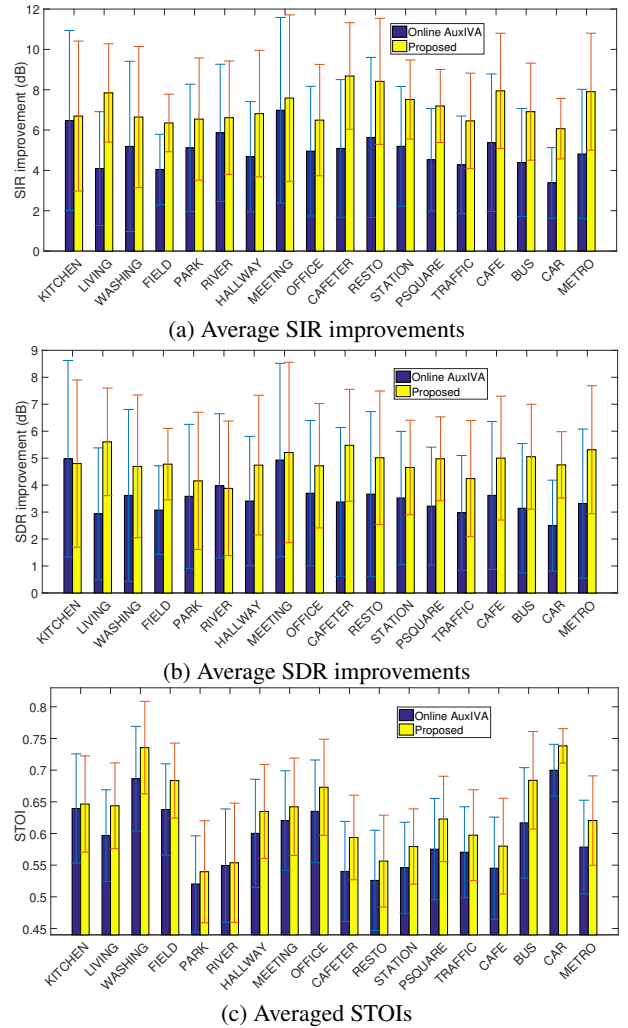 12
10
8
6
4
2
0
SIR improvement (dB)
Online AuxIVA
Proposed
KITCHEN
LIVING
WASHING
FIELD
PARK
RIVER
HALLWAY
MEETING
OFFICE
CAFETER
RESTO
STATION
PSQUARE
TRAFFIC
CAFE
BUS
CAR
METRO
(a) Average SIR improvements
9
8
7
6
5
4
3
2
1
0
SDR improvement (dB)
Online AuxIVA
Proposed
KITCHEN
LIVING
WASHING
FIELD
PARK
RIVER
HALLWAY
MEETING
OFFICE
CAFETER
RESTO
STATION
PSQUARE
TRAFFIC
CAFE
BUS
CAR
METRO
(b) Average SDR improvements
0.8
0.75
0.7
0.65
0.6
0.55
0.5
0.45
STOI
Online AuxIVA
Proposed
KITCHEN
LIVING
WASHING
FIELD
PARK
RIVER
HALLWAY
MEETING
OFFICE
CAFETER
RESTO
STATION
PSQUARE
TRAFFIC
CAFE
BUS
CAR
METRO
(c) Averaged STOIs